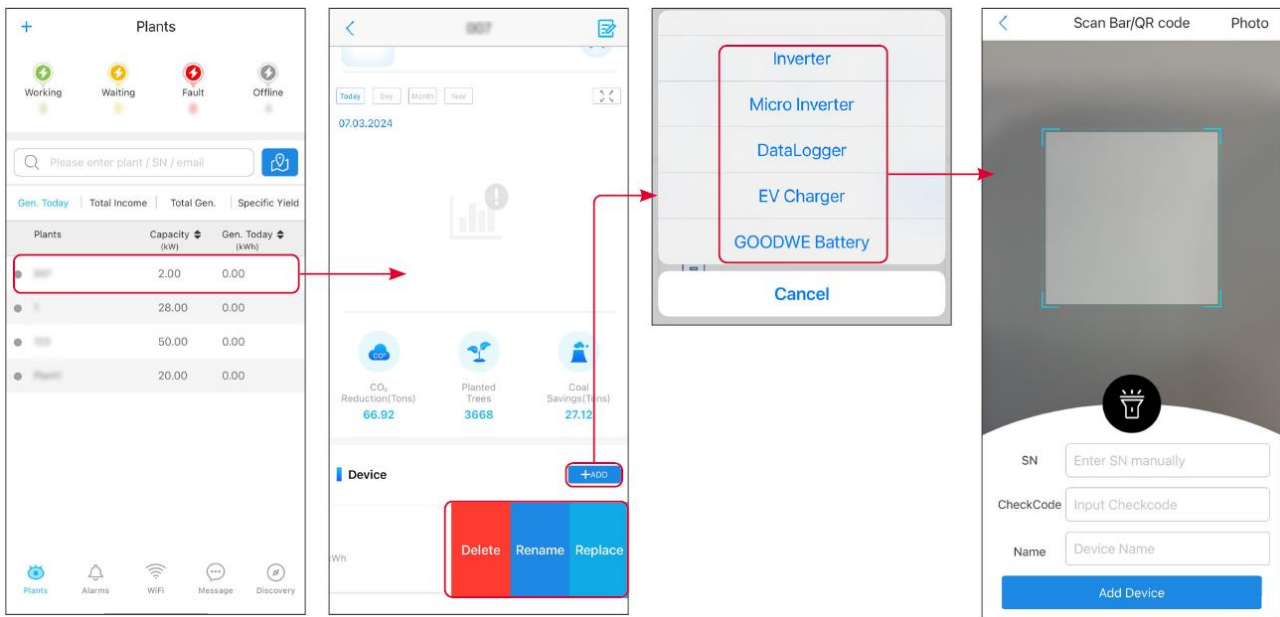 Plants
Working
Waiting
Fault
Offline
Please enter plant / SN / email
Gen. Today
Total Income
Total Gen.
Specific Yield
Plants
Capacity
(kW)
Gen. Today
(kWh)
2.00
0.00
28.00
0.00
50.00
0.00
20.00
0.00
Plants
Alarms
WiFi
Message
Discovery
007
Today
Day
Month
Year
07.03.2024
CO₂
CO₂
Reduction(Tons)
66.92
Planted
Trees
3668
Coal
Savings(Tons)
27.12
Device
+ADD
Wh
Delete
Rename
Replace
Inverter
Micro Inverter
DataLogger
EV Charger
GOODWE Battery
Cancel
Scan Bar/QR code
Photo
SN
Enter SN manually
CheckCode
Input Checkcode
Name
Device Name
Add Device